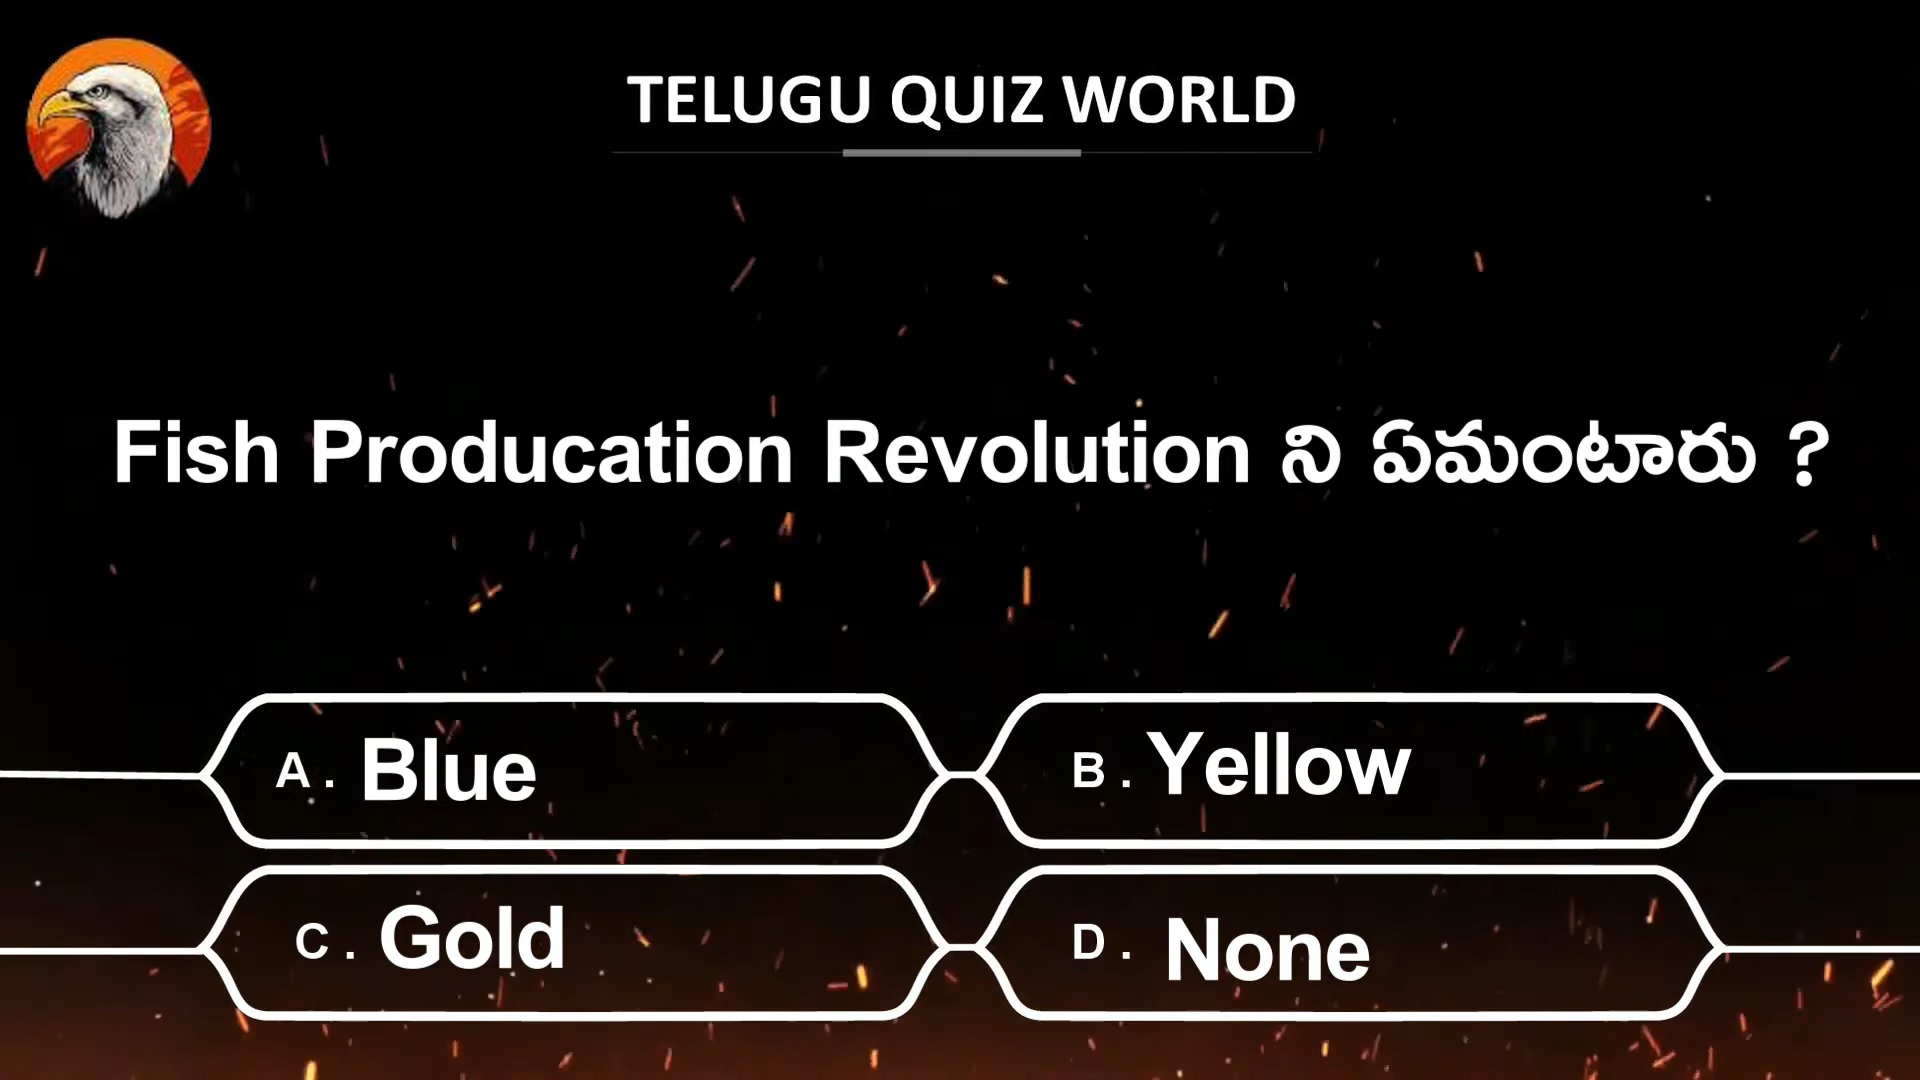 TELUGU QUIZ WORLD
Fish Producation Revolution ని ఏమంటారు ?
A . Blue
B . Yellow
C . Gold
D . None